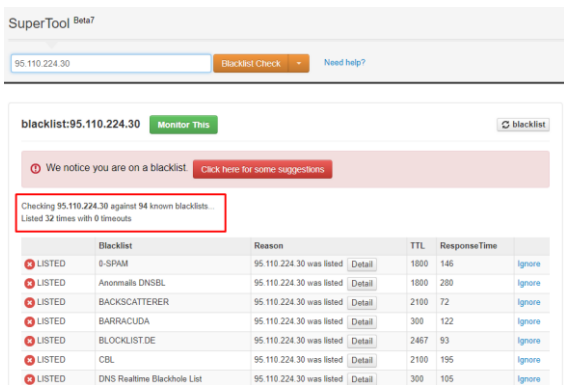 SuperTool Beta7
95.110.224.30 Blacklist Check Need help?
blacklist:95.110.224.30 Monitor This blacklist
We notice you are on a blacklist. Click here for some suggestions
Checking 95.110.224.30 against 94 known blacklists...
Listed 32 times with 0 timeouts
Blacklist Reason TTL ResponseTime
LISTED 0-SPAM 95.110.224.30 was listed Detail 1800 146 Ignore
LISTED Anonmails DNSBL 95.110.224.30 was listed Detail 1800 280 Ignore
LISTED BACKSCATTERER 95.110.224.30 was listed Detail 2100 72 Ignore
LISTED BARRACUDA 95.110.224.30 was listed Detail 300 122 Ignore
LISTED BLOCKLIST.DE 95.110.224.30 was listed Detail 2467 93 Ignore
LISTED CBL 95.110.224.30 was listed Detail 2100 195 Ignore
LISTED DNS Realtime Blackhole List 95.110.224.30 was listed Detail 300 105 Ignore